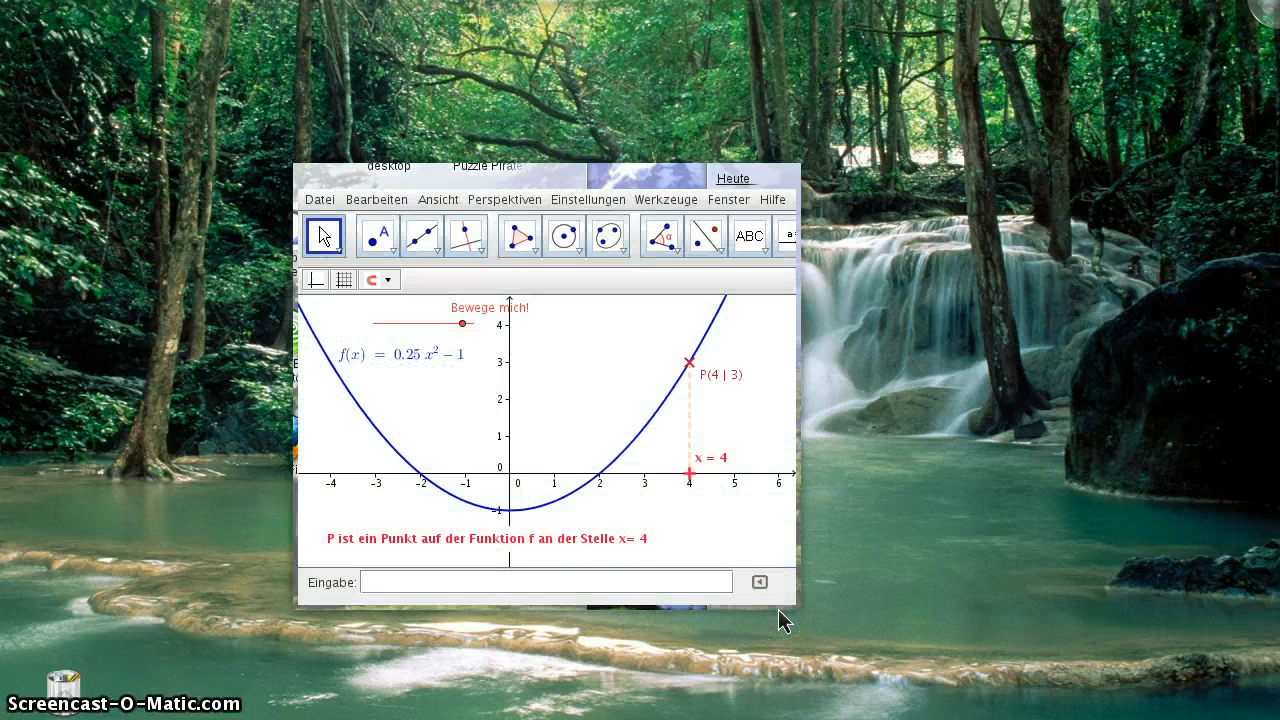 desktop Puzzle Pirate
Heute
Datei Bearbeiten Ansicht Perspektiven Einstellungen Werkzeuge Fenster Hilfe
A α ABC a=
Bewege mich!
f(x) = 0.25 x² − 1
4
3
P(4 | 3)
2
1
x = 4
0
-4 -3 -2 -1 0 1 2 3 4 5 6
-1
P ist ein Punkt auf der Funktion f an der Stelle x= 4
Eingabe:
Screencast-O-Matic.com